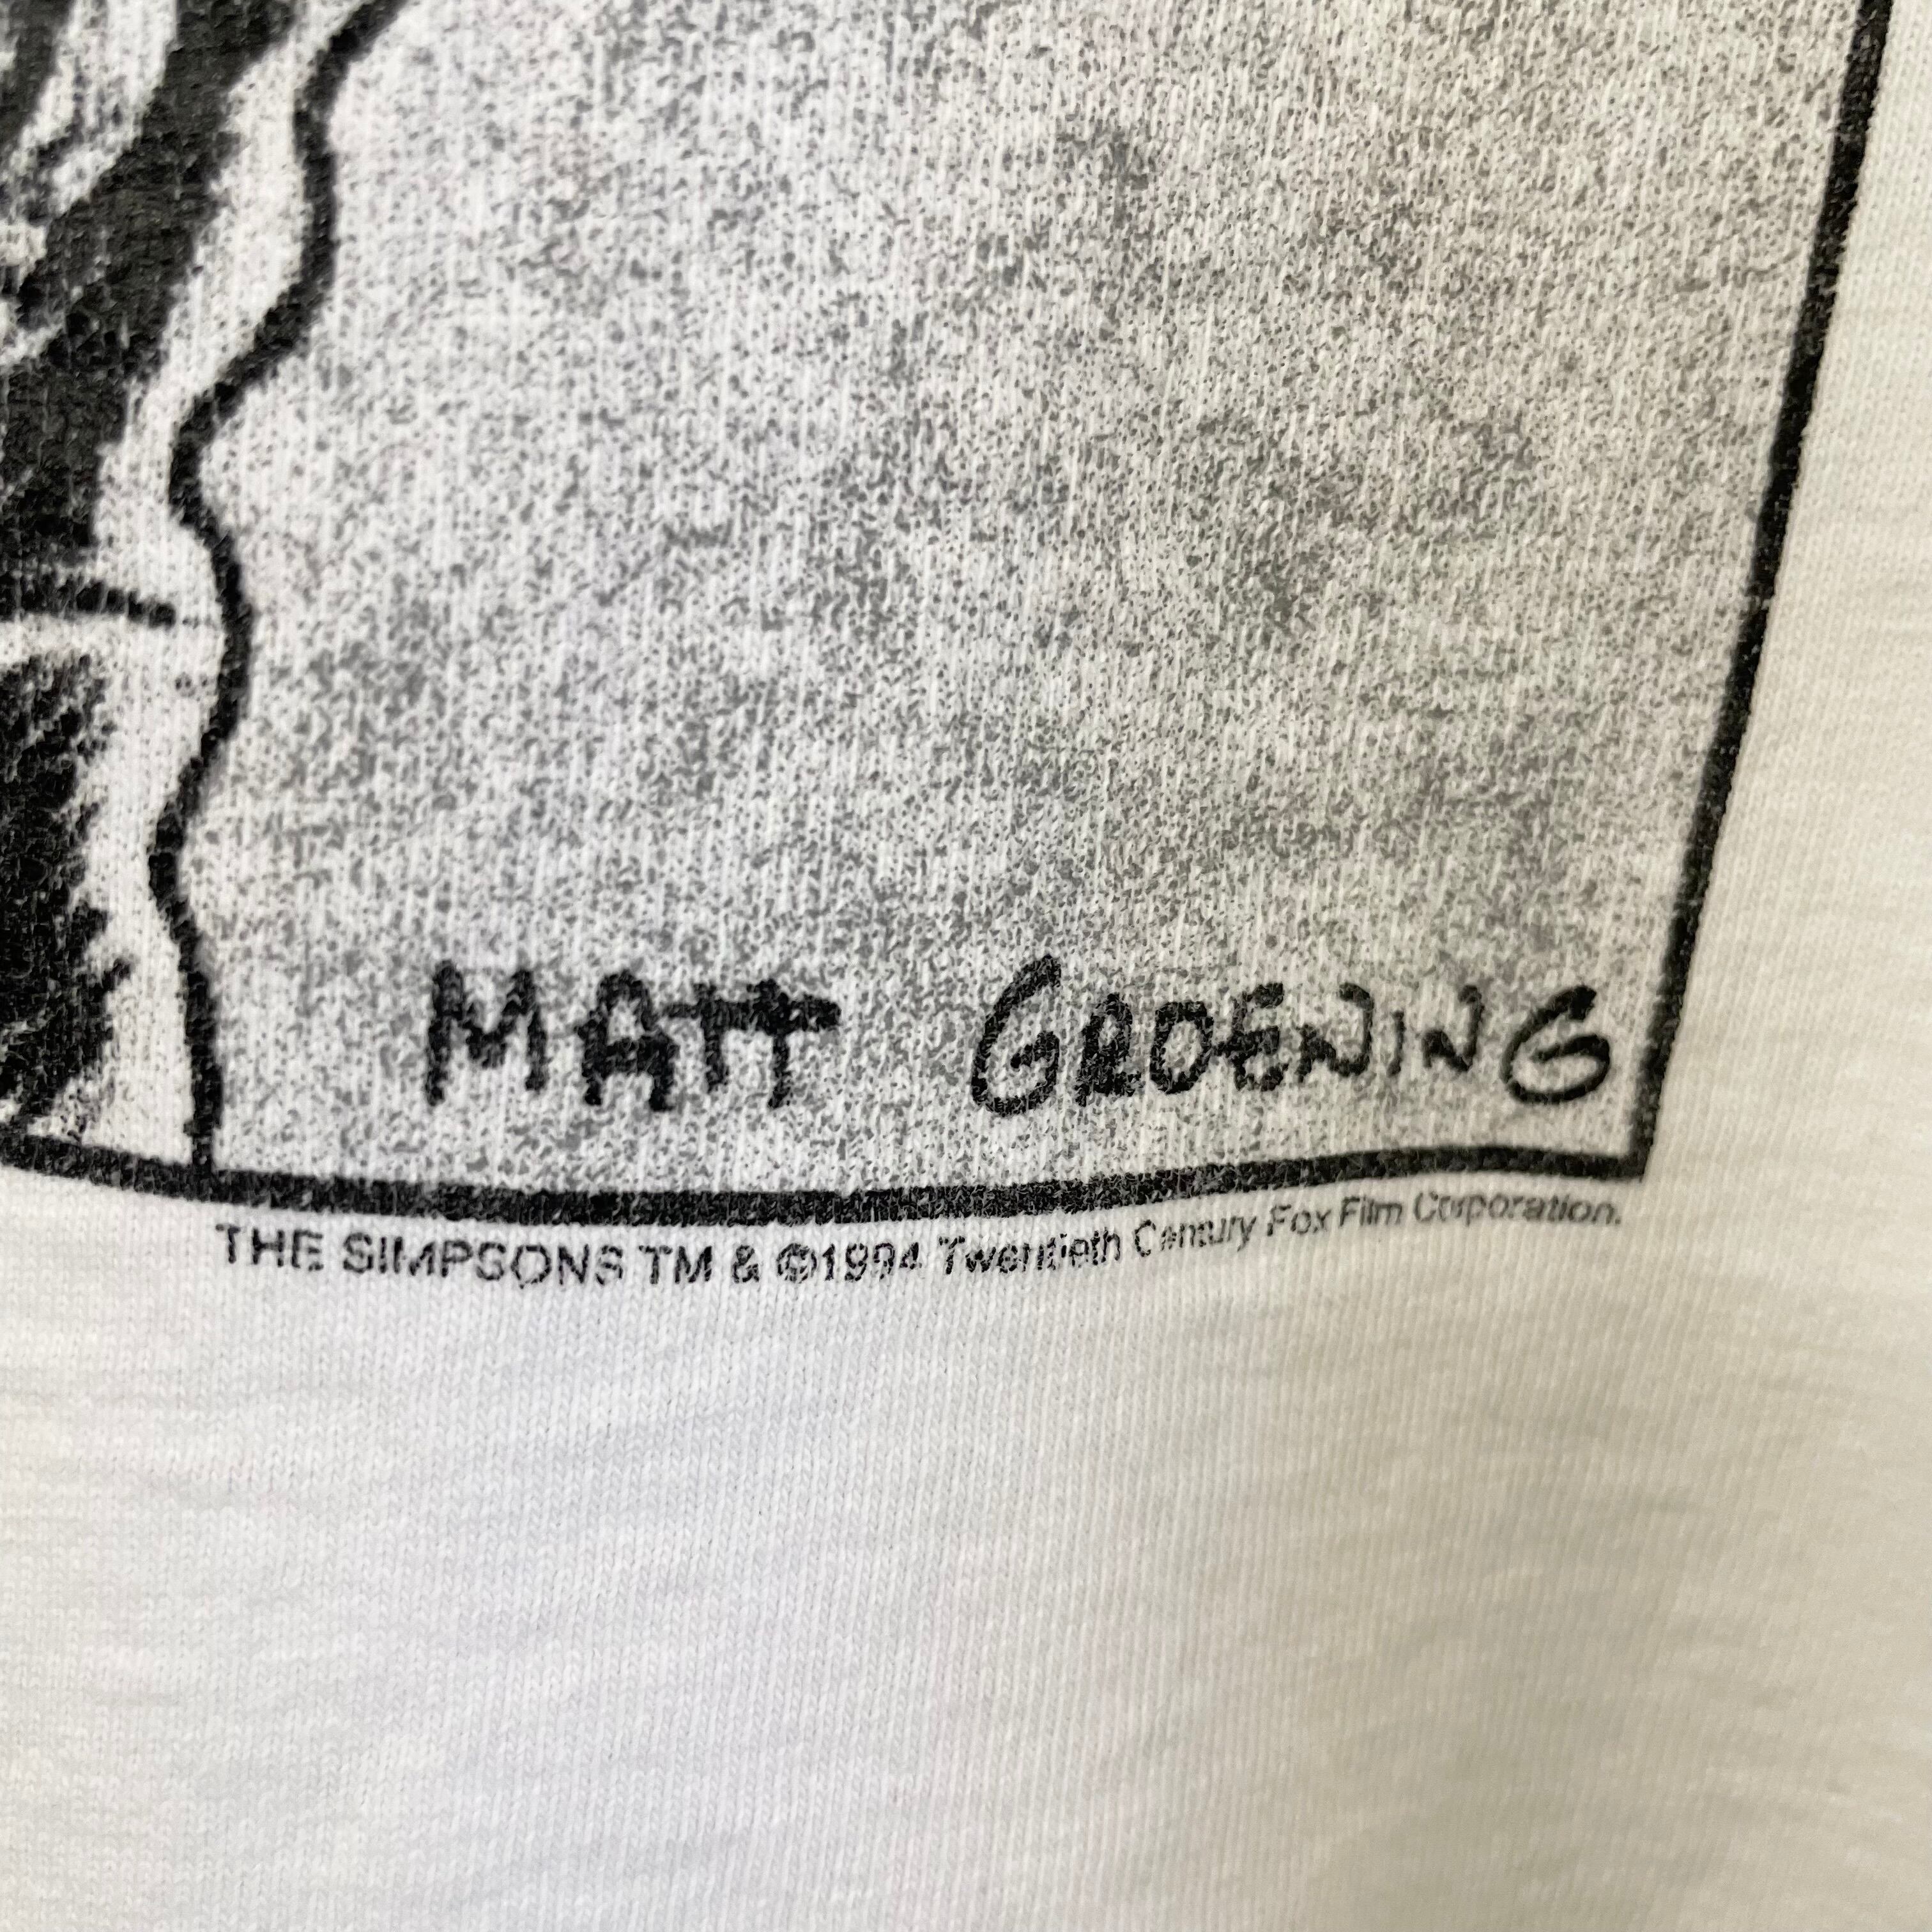 MATT GROENING
THE SIMPSONS TM & ©1994 Twentieth Century Fox Film Corporation.